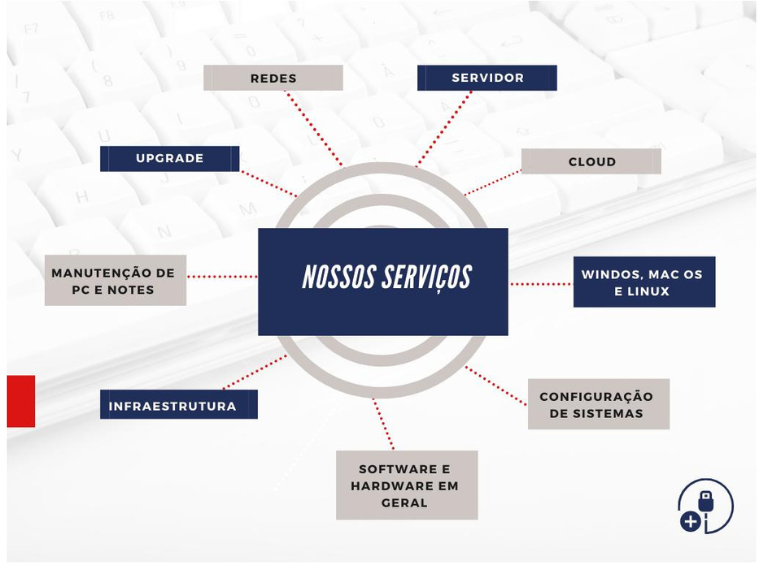 REDES
SERVIDOR
UPGRADE
CLOUD
MANUTENÇÃO DE
PC E NOTES
NOSSOS SERVIÇOS
WINDOS, MAC OS
E LINUX
INFRAESTRUTURA
CONFIGURAÇÃO
DE SISTEMAS
SOFTWARE E
HARDWARE EM
GERAL